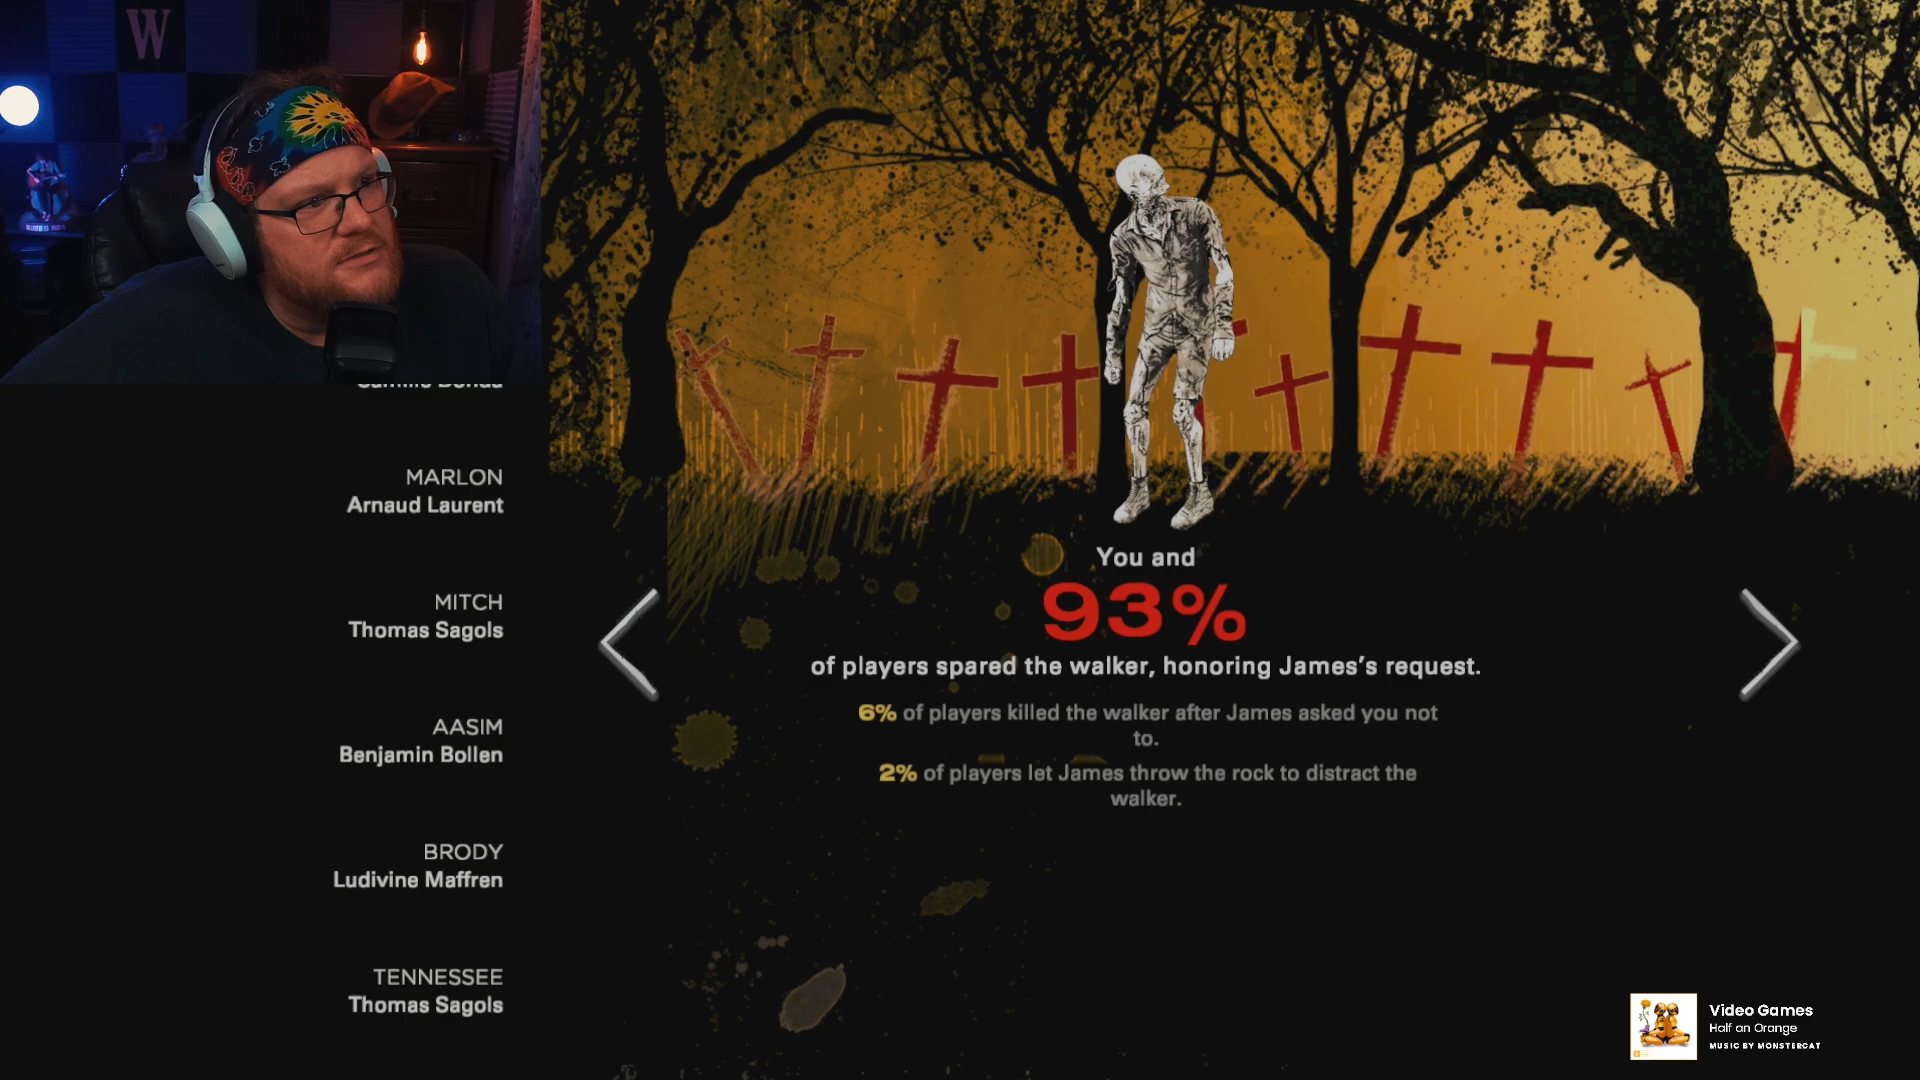 W
MARLON
Arnaud Laurent
MITCH
Thomas Sagols
AASIM
Benjamin Bollen
BRODY
Ludivine Maffren
TENNESSEE
Thomas Sagols
You and
93%
of players spared the walker, honoring James's request.
6% of players killed the walker after James asked you not
to.
2% of players let James throw the rock to distract the
walker.
Video Games
Half an Orange
MUSIC BY MONSTERCAT